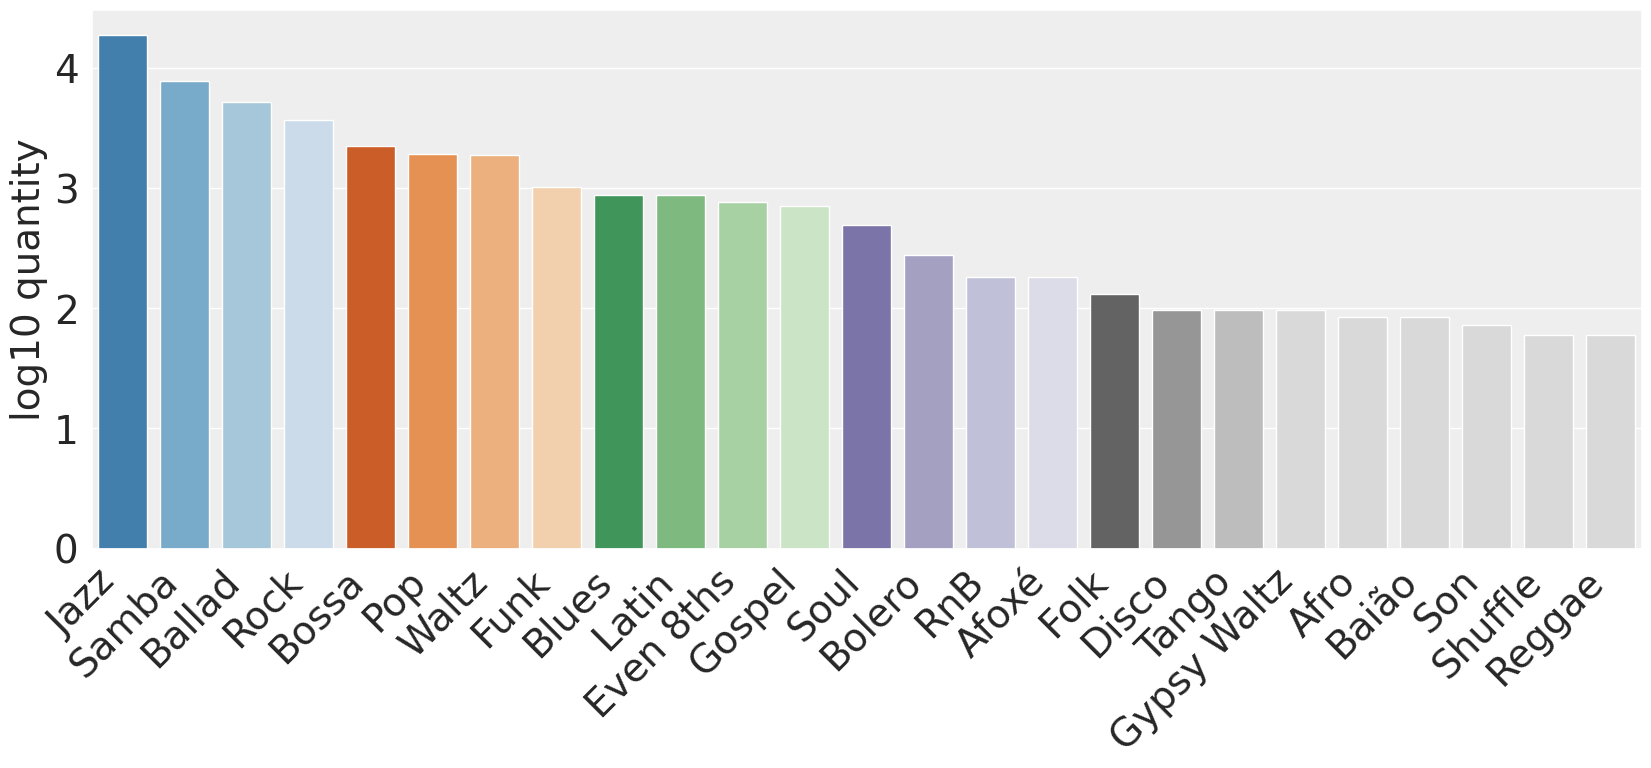 log10 quantity
4
3
2
1
0
Jazz
Samba
Ballad
Rock
Bossa
Pop
Waltz
Funk
Blues
Latin
Even 8ths
Gospel
Soul
Bolero
RnB
Afoxé
Folk
Disco
Tango
Gypsy Waltz
Afro
Baião
Son
Shuffle
Reggae